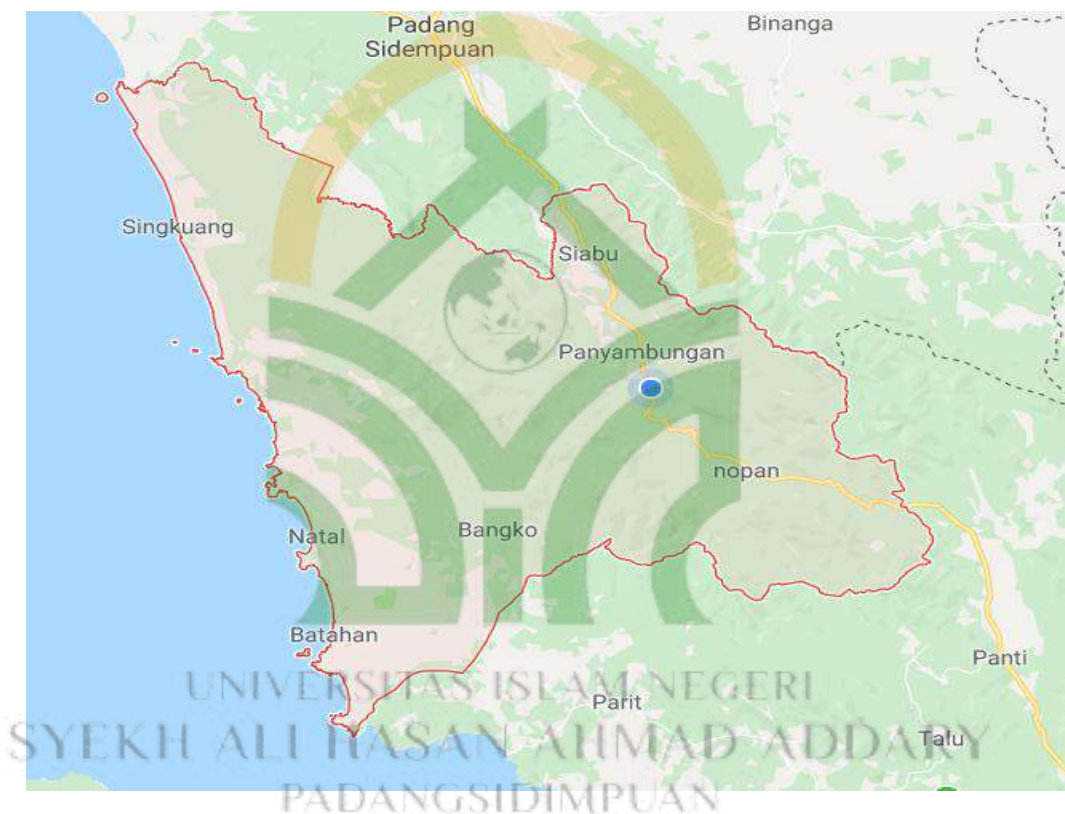 Padang
Sidempuan
Binanga
Singkuang
Siabu
Panyambungan
nopan
Natal
Bangko
Batahan
Panti
Parit
Talu
UNIVERSITAS ISLAM NEGERI
SYEKH ALI HASAN AHMAD ADDARY
PADANGSIDIMPUAN